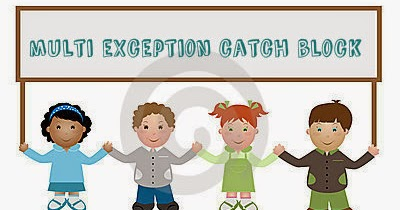 MULTI EXCEPTION CATCH BLOCK